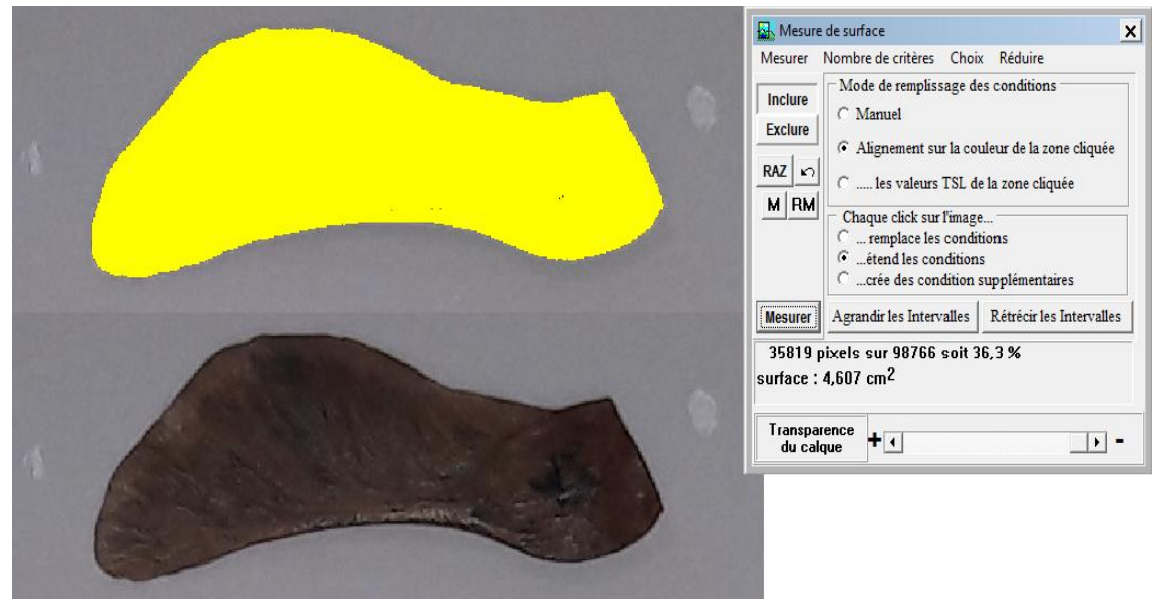 Mesure de surface
Mesurer Nombre de critères Choix Réduire
Inclure
Exclure
RAZ
M RM
Mode de remplissage des conditions
Manuel
Alignement sur la couleur de la zone cliquée
..... les valeurs TSL de la zone cliquée
Chaque click sur l'image...
... remplace les conditions
...étend les conditions
...crée des condition supplémentaires
Mesurer Agrandir les Intervalles Rétrécir les Intervalles
35819 pixels sur 98766 soit 36,3 %
surface : 4,607 cm2
Transparence
du calque + -